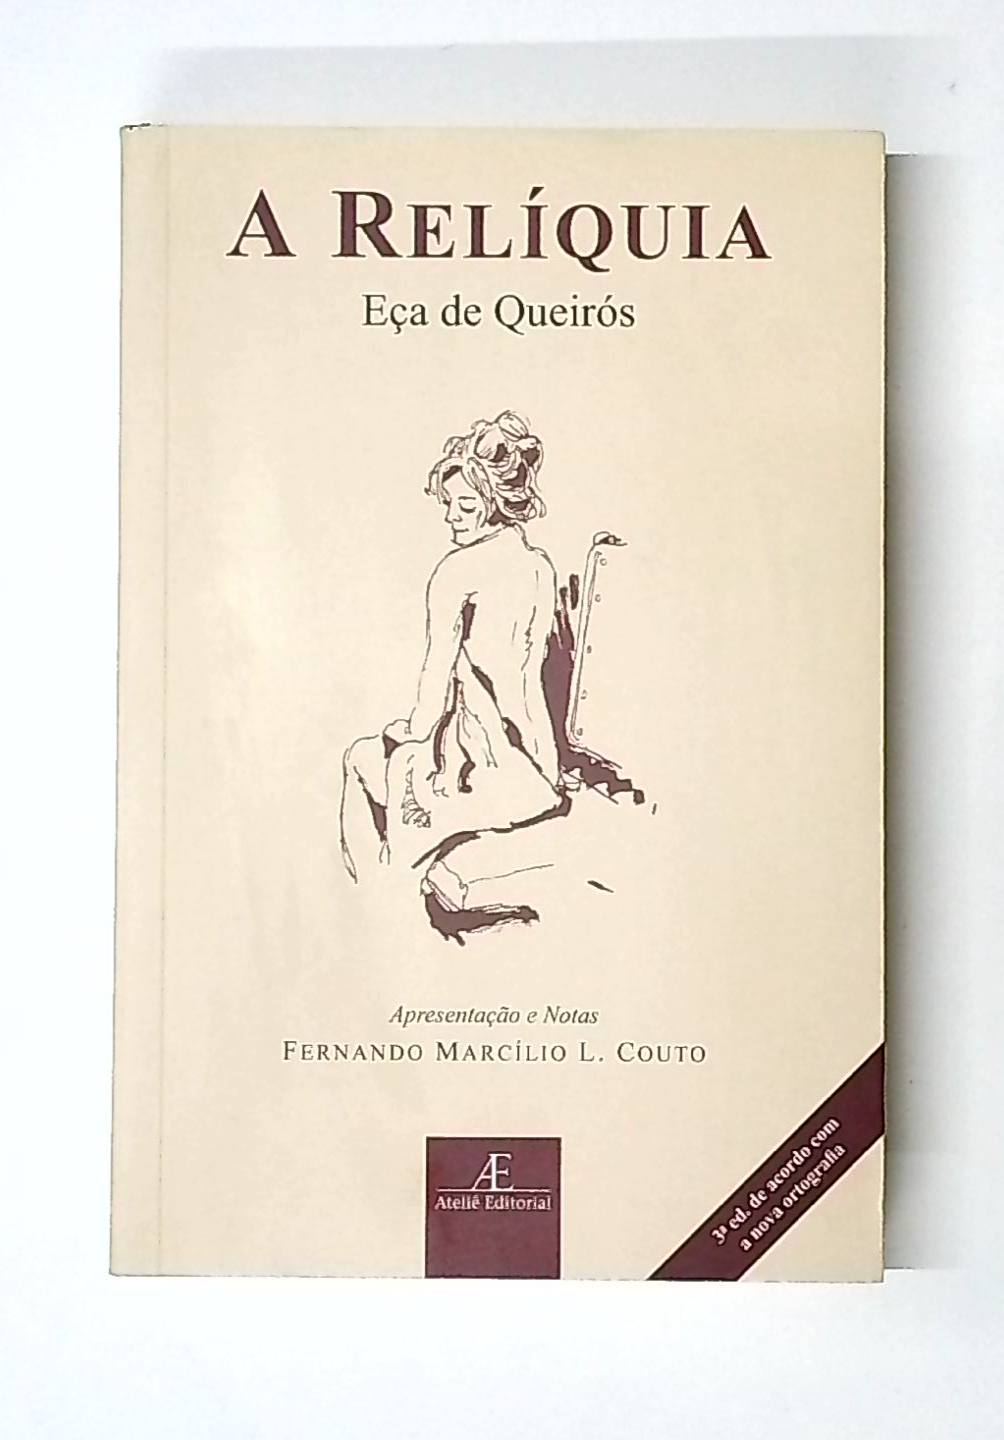 A RELÍQUIA
Eça de Queirós
Apresentação e Notas
FERNANDO MARCÍLIO L. COUTO
Æ
Ateliê Editorial
3ª ed. de acordo com
a nova ortografia